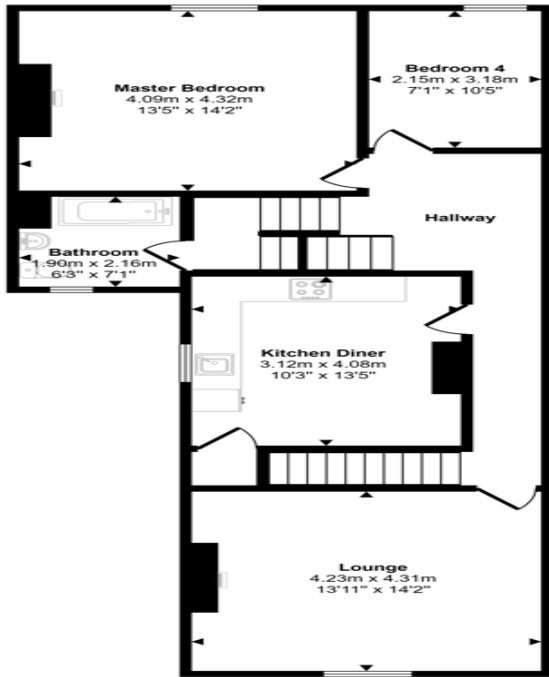 Master Bedroom
4.09m x 4.32m
13'5" x 14'2"
Bedroom 4
2.15m x 3.18m
7'1" x 10'5"
Hallway
Bathroom
1.90m x 2.16m
6'3" x 7'1"
Kitchen Diner
3.12m x 4.08m
10'3" x 13'5"
Lounge
4.23m x 4.31m
13'11" x 14'2"